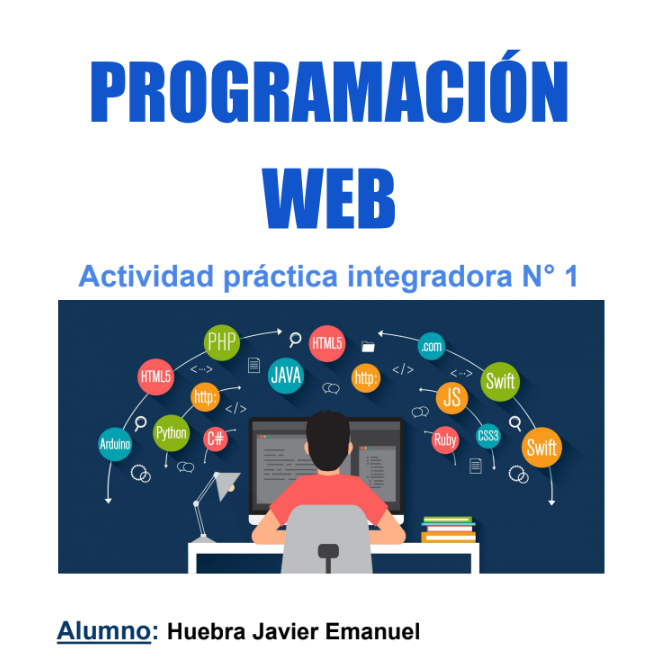 PROGRAMACIÓN
WEB
Actividad práctica integradora N° 1
PHP
HTML5
.com
HTML5
JAVA
http:
Swift
http:
JS
Arduino
Python
C#
Ruby
CSS3
Swift
Alumno: Huebra Javier Emanuel